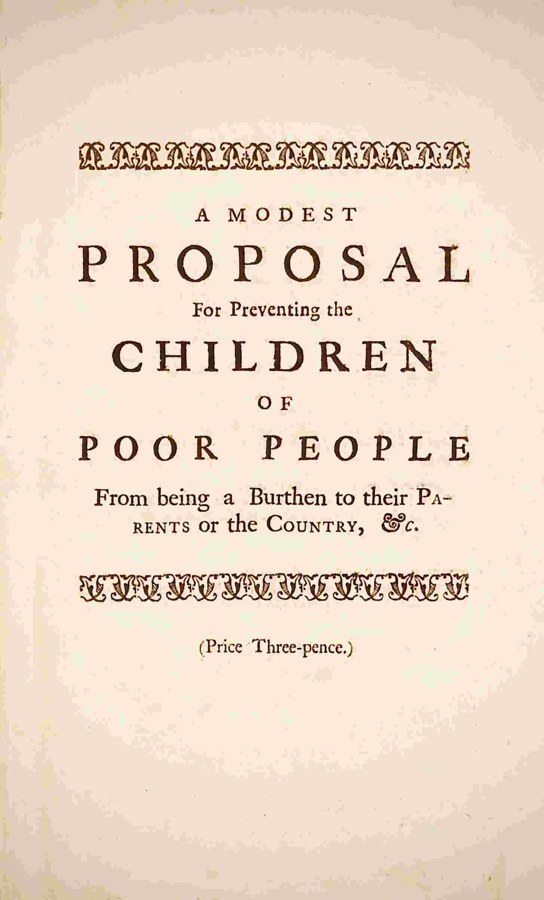 A MODEST
PROPOSAL
For Preventing the
CHILDREN
OF
POOR PEOPLE
From being a Burthen to their PA-
RENTS or the COUNTRY, &c.
(Price Three-pence.)